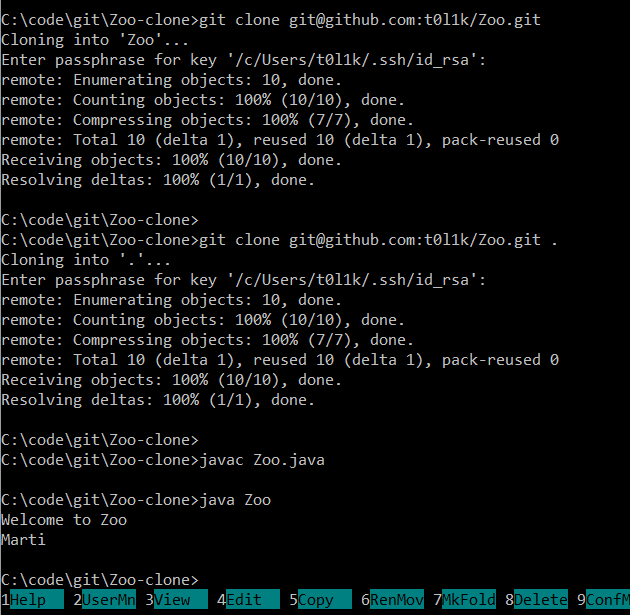 C:\code\git\Zoo-clone>git clone git@github.com:t0l1k/Zoo.git
Cloning into 'Zoo'...
Enter passphrase for key '/c/Users/t0l1k/.ssh/id_rsa':
remote: Enumerating objects: 10, done.
remote: Counting objects: 100% (10/10), done.
remote: Compressing objects: 100% (7/7), done.
remote: Total 10 (delta 1), reused 10 (delta 1), pack-reused 0
Receiving objects: 100% (10/10), done.
Resolving deltas: 100% (1/1), done.
C:\code\git\Zoo-clone>
C:\code\git\Zoo-clone>git clone git@github.com:t0l1k/Zoo.git .
Cloning into '.'...
Enter passphrase for key '/c/Users/t0l1k/.ssh/id_rsa':
remote: Enumerating objects: 10, done.
remote: Counting objects: 100% (10/10), done.
remote: Compressing objects: 100% (7/7), done.
remote: Total 10 (delta 1), reused 10 (delta 1), pack-reused 0
Receiving objects: 100% (10/10), done.
Resolving deltas: 100% (1/1), done.
C:\code\git\Zoo-clone>
C:\code\git\Zoo-clone>javac Zoo.java
C:\code\git\Zoo-clone>java Zoo
Welcome to Zoo
Marti
C:\code\git\Zoo-clone>
1Help 2UserMn 3View 4Edit 5Copy 6RenMov 7MkFold 8Delete 9ConfM